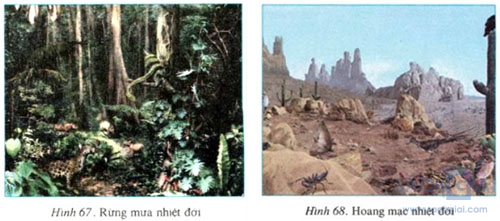 Hình 67. Rừng mưa nhiệt đới
Hình 68. Hoang mạc nhiệt đới